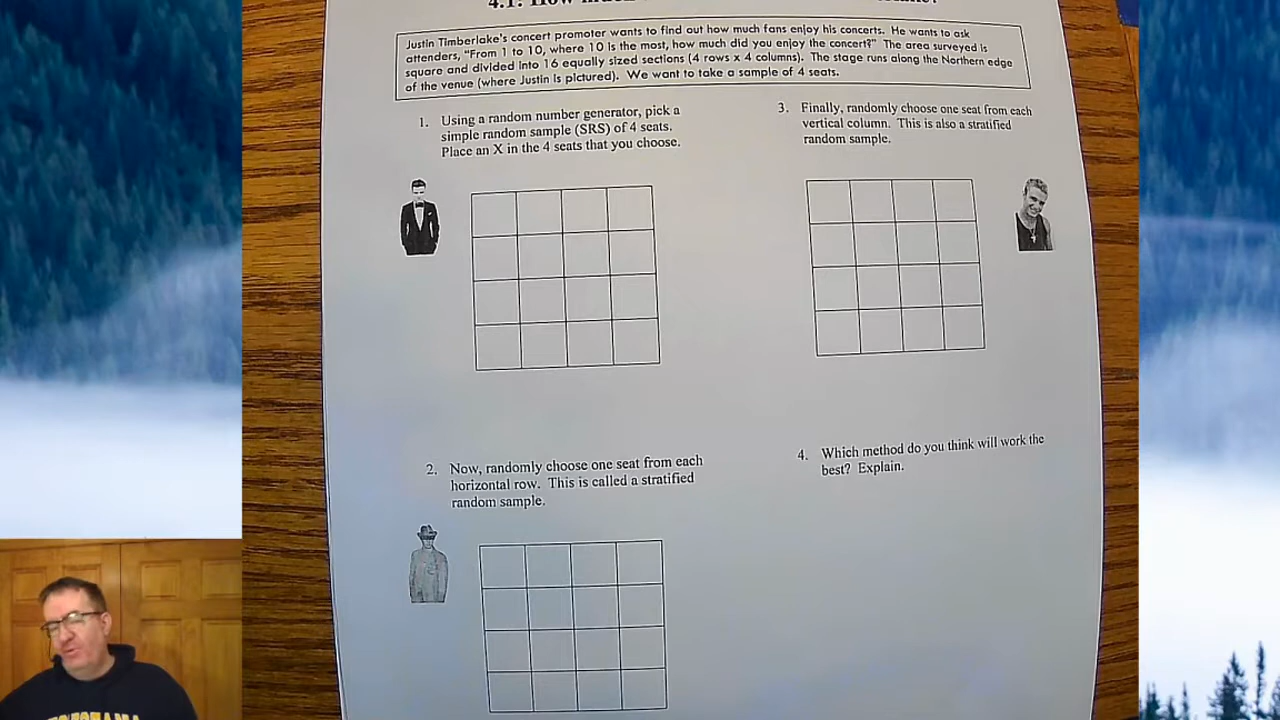 4.1: How much
Justin Timberlake's concert promoter wants to find out how much fans enjoy his concerts. He wants to ask
attenders, "From 1 to 10, where 10 is the most, how much did you enjoy the concert?" The area surveyed is
square and divided into 16 equally sized sections (4 rows x 4 columns). The stage runs along the Northern edge
of the venue (where Justin is pictured). We want to take a sample of 4 seats.
1. Using a random number generator, pick a
simple random sample (SRS) of 4 seats.
Place an X in the 4 seats that you choose.
2. Now, randomly choose one seat from each
horizontal row. This is called a stratified
random sample.
3. Finally, randomly choose one seat from each
vertical column. This is also a stratified
random sample.
4. Which method do you think will work the
best? Explain.